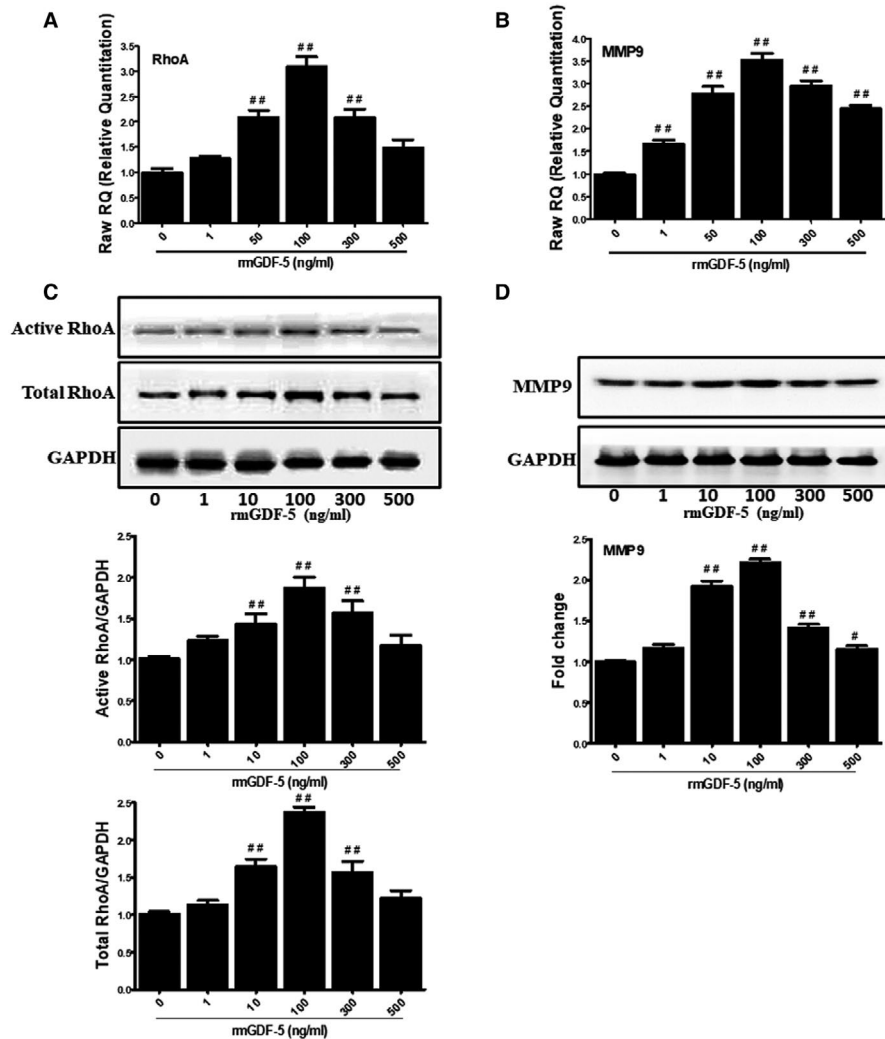 A
RhoA
Raw RQ (Relative Quantitation)
3.5
3.0
2.5
2.0
1.5
1.0
0.5
0.0
## ## ##
0 1 50 100 300 500
rmGDF-5 (ng/ml)
B
MMP9
Raw RQ (Relative Quantitation)
4.0
3.5
3.0
2.5
2.0
1.5
1.0
0.5
0.0
## ## ## ## ##
0 1 50 100 300 500
rmGDF-5 (ng/ml)
C
Active RhoA
Total RhoA
GAPDH
0 1 10 100 300 500
rmGDF-5 (ng/ml)
Active RhoA/GAPDH
2.5
2.0
1.5
1.0
0.5
0.0
## ## ##
0 1 10 100 300 500
rmGDF-5 (ng/ml)
Total RhoA/GAPDH
2.5
2.0
1.5
1.0
0.5
0.0
## ## ##
0 1 10 100 300 500
rmGDF-5 (ng/ml)
D
MMP9
GAPDH
0 1 10 100 300 500
rmGDF-5 (ng/ml)
MMP9
Fold change
2.5
2.0
1.5
1.0
0.5
0.0
## ## ## #
0 1 10 100 300 500
rmGDF-5 (ng/ml)